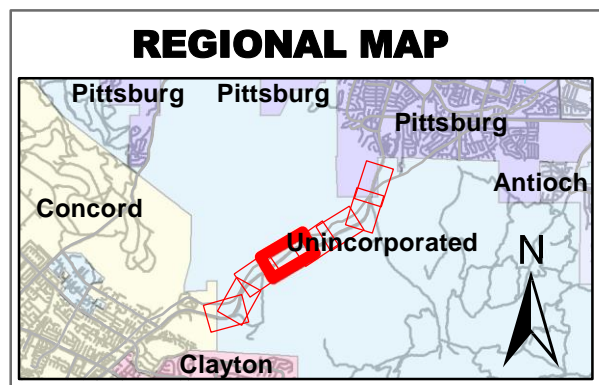 REGIONAL MAP
Pittsburg
Pittsburg
Pittsburg
Antioch
Concord
Unincorporated
N
Clayton